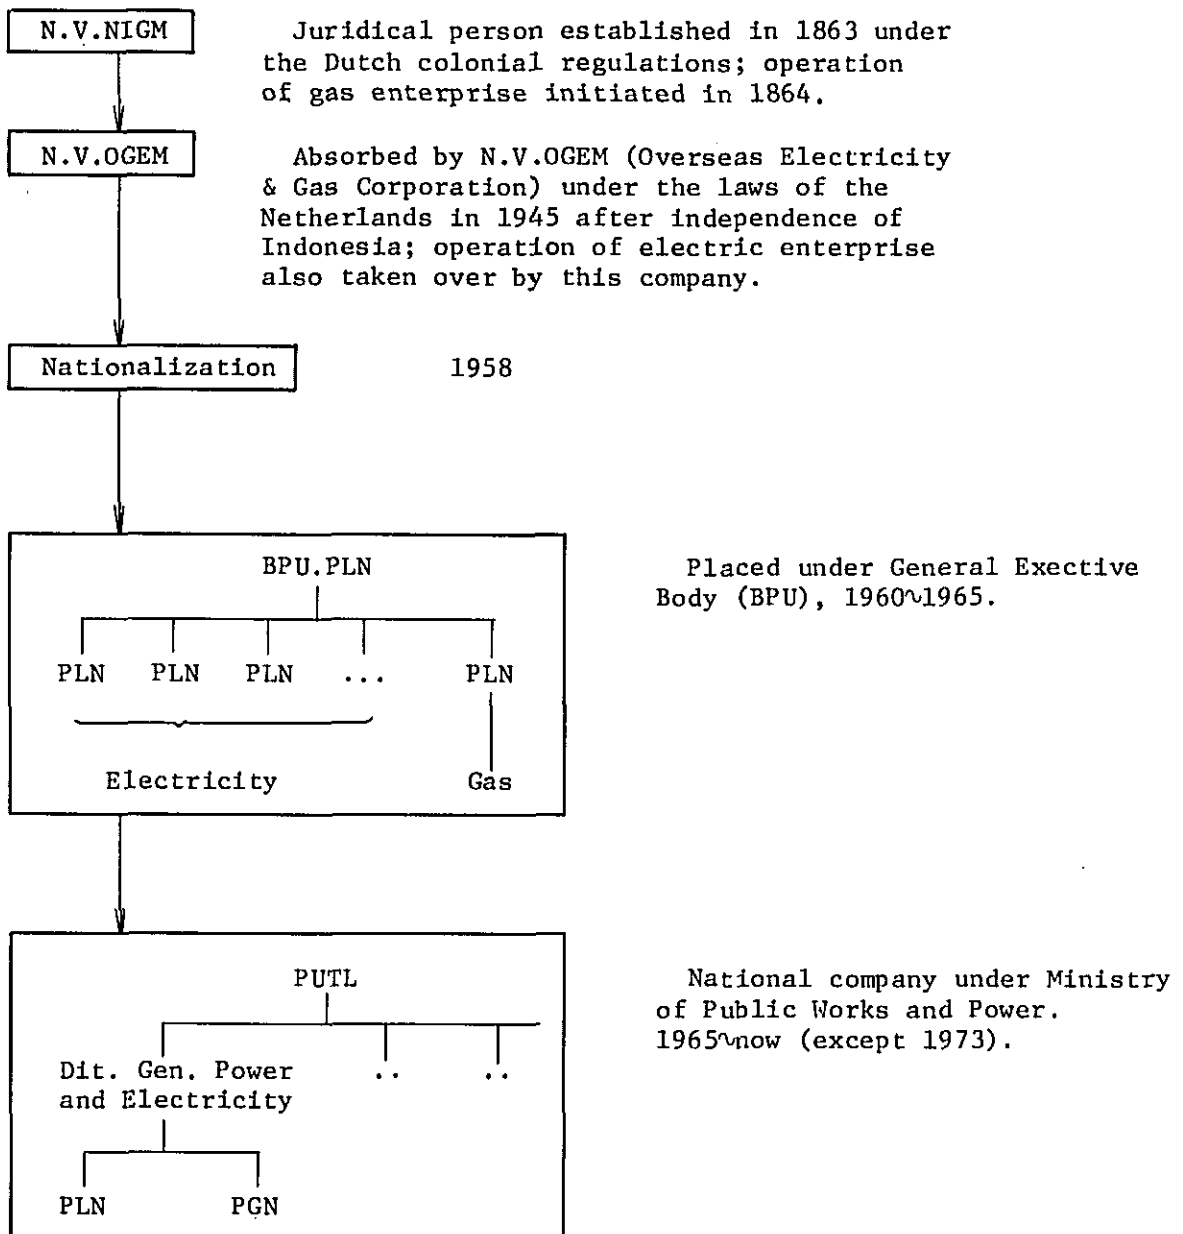 N.V.NIGM
Juridical person established in 1863 under
the Dutch colonial regulations; operation
of gas enterprise initiated in 1864.
N.V.OGEM
Absorbed by N.V.OGEM (Overseas Electricity
& Gas Corporation) under the laws of the
Netherlands in 1945 after independence of
Indonesia; operation of electric enterprise
also taken over by this company.
Nationalization
1958
BPU.PLN
Placed under General Exective
Body (BPU), 1960~1965.
PLN PLN PLN ... PLN
Electricity Gas
PUTL
National company under Ministry
of Public Works and Power.
1965~now (except 1973).
Dit. Gen. Power .. ..
and Electricity
PLN PGN